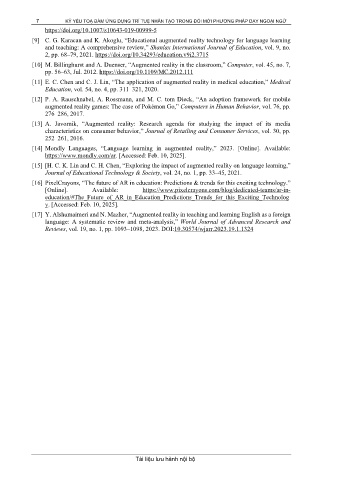 7 KỶ YẾU TỌA ĐÀM ỨNG DỤNG TRÍ TUỆ NHÂN TẠO TRONG ĐỔI MỚI PHƯƠNG PHÁP DẠY NGOẠI NGỮ
https://doi.org/10.1007/s10643-019-00999-5
[9] C. G. Karacan and K. Akoglu, “Educational augmented reality technology for language learning
and teaching: A comprehensive review,” Shanlax International Journal of Education, vol. 9, no.
2, pp. 68–79, 2021. https://doi.org/10.34293/education.v9i2.3715
[10] M. Billinghurst and A. Duenser, “Augmented reality in the classroom,” Computer, vol. 45, no. 7,
pp. 56–63, Jul. 2012. https://doi.org/10.1109/MC.2012.111
[11] E. C. Chen and C. J. Lin, “The application of augmented reality in medical education,” Medical
Education, vol. 54, no. 4, pp. 311–321, 2020.
[12] P. A. Rauschnabel, A. Rossmann, and M. C. tom Dieck, “An adoption framework for mobile
augmented reality games: The case of Pokémon Go,” Computers in Human Behavior, vol. 76, pp.
276–286, 2017.
[13] A. Javornik, “Augmented reality: Research agenda for studying the impact of its media
characteristics on consumer behavior,” Journal of Retailing and Consumer Services, vol. 30, pp.
252–261, 2016.
[14] Mondly Languages, “Language learning in augmented reality,” 2023. [Online]. Available:
https://www.mondly.com/ar. [Accessed: Feb. 10, 2025].
[15] [H. C. K. Lin and C. H. Chen, “Exploring the impact of augmented reality on language learning,”
Journal of Educational Technology & Society, vol. 24, no. 1, pp. 33–45, 2021.
[16] PixelCrayons, “The future of AR in education: Predictions & trends for this exciting technology.”
[Online]. Available: https://www.pixelcrayons.com/blog/dedicated-teams/ar-in-
education/#The_Future_of_AR_in_Education_Predictions_Trends_for_this_Exciting_Technolog
y. [Accessed: Feb. 10, 2025].
[17] Y. Alshumaimeri and N. Mazher, “Augmented reality in teaching and learning English as a foreign
language: A systematic review and meta-analysis,” World Journal of Advanced Research and
Reviews, vol. 19, no. 1, pp. 1093–1098, 2023. DOI:10.30574/wjarr.2023.19.1.1324
Tài liệu lưu hành nội bộ